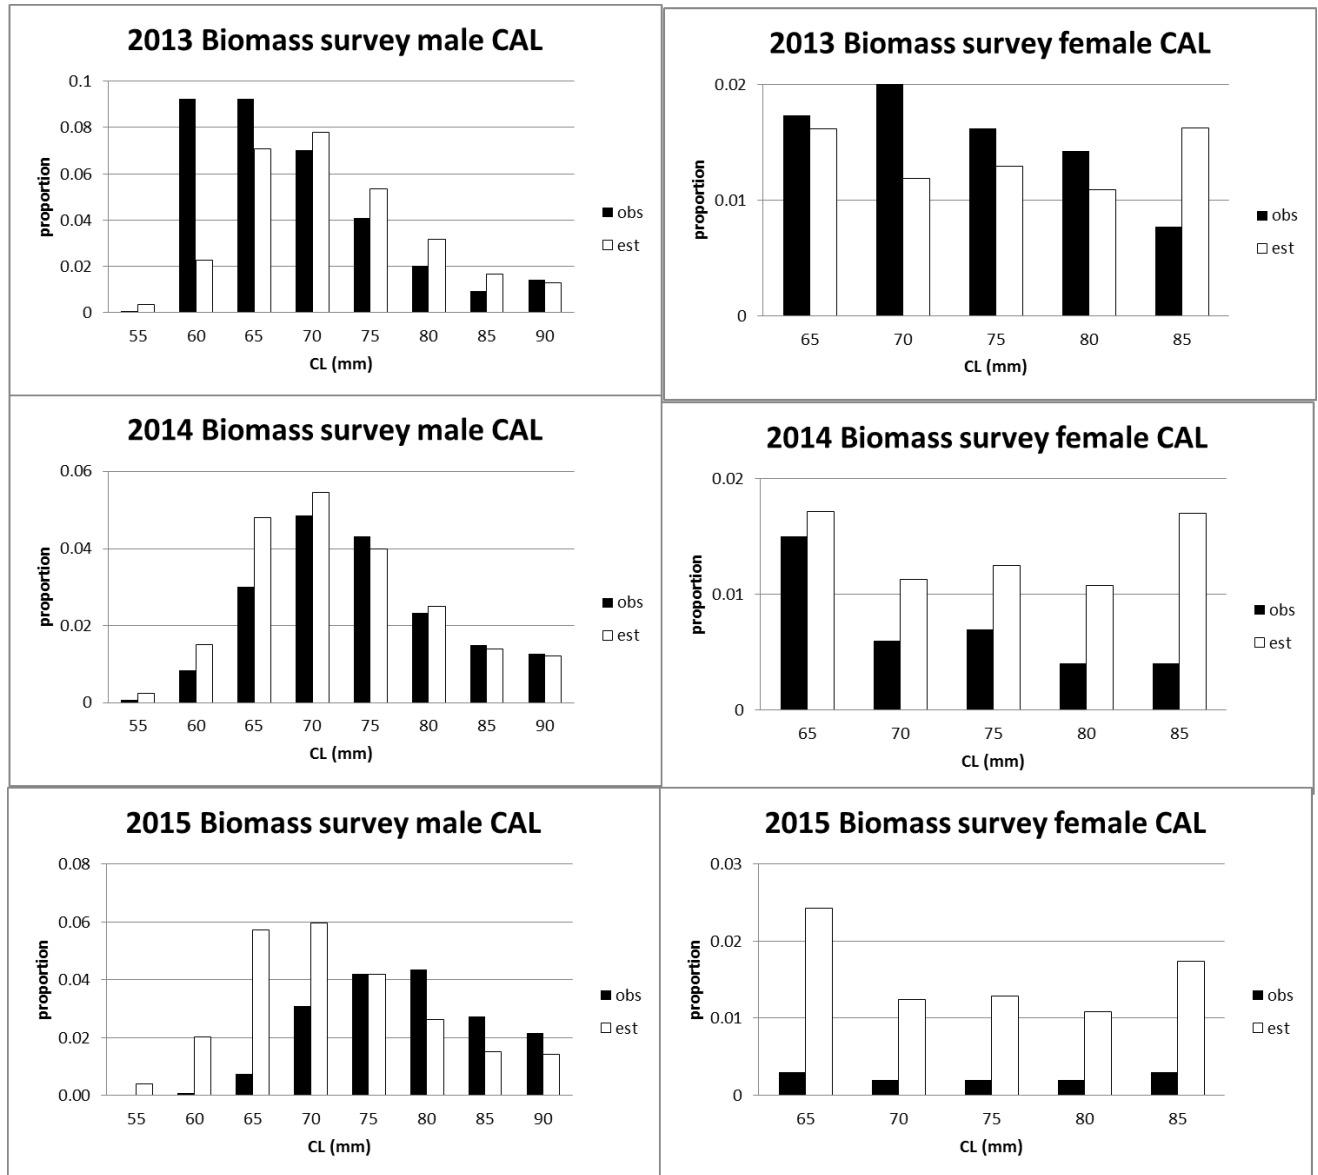 2013 Biomass survey male CAL
0.1
0.08
0.06
0.04
0.02
0
proportion
55 60 65 70 75 80 85 90
CL (mm)
obs
est
2013 Biomass survey female CAL
0.02
0.01
0
proportion
65 70 75 80 85
CL (mm)
obs
est
2014 Biomass survey male CAL
0.06
0.04
0.02
0
proportion
55 60 65 70 75 80 85 90
CL (mm)
obs
est
2014 Biomass survey female CAL
0.02
0.01
0
proportion
65 70 75 80 85
CL (mm)
obs
est
2015 Biomass survey male CAL
0.08
0.06
0.04
0.02
0.00
proportion
55 60 65 70 75 80 85 90
CL (mm)
obs
est
2015 Biomass survey female CAL
0.03
0.02
0.01
0
proportion
65 70 75 80 85
CL (mm)
obs
est